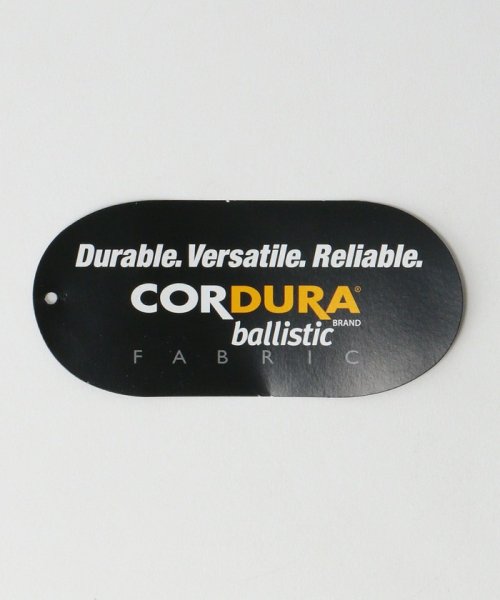 Durable. Versatile. Reliable.
CORDURA®
ballistic BRAND
FABRIC